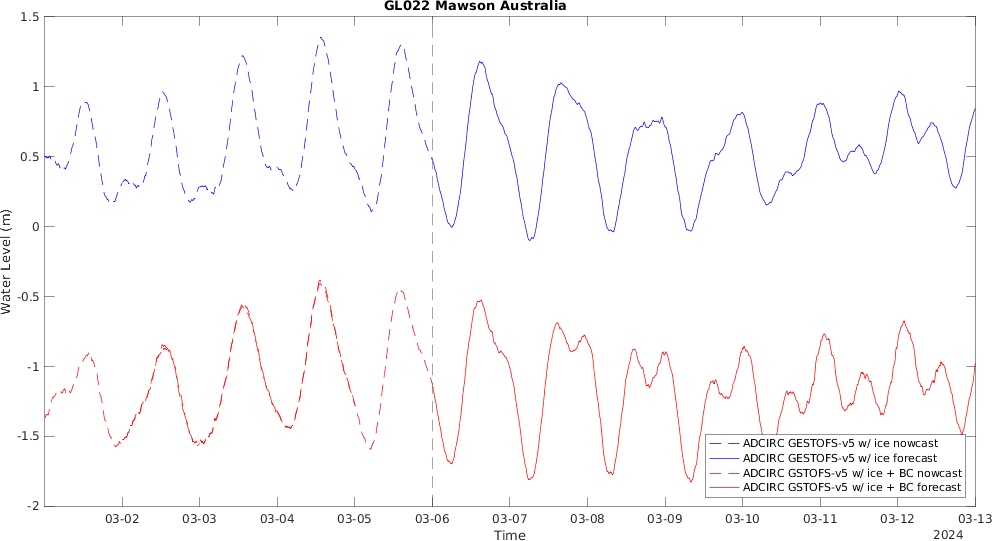 GL022 Mawson Australia
Water Level (m)
1.5
1
0.5
0
-0.5
-1
-1.5
-2
ADCIRC GESTOFS-v5 w/ ice nowcast
ADCIRC GESTOFS-v5 w/ ice forecast
ADCIRC GSTOFS-v5 w/ ice + BC nowcast
ADCIRC GSTOFS-v5 w/ ice + BC forecast
03-02 03-03 03-04 03-05 03-06 03-07 03-08 03-09 03-10 03-11 03-12 03-13
Time
2024